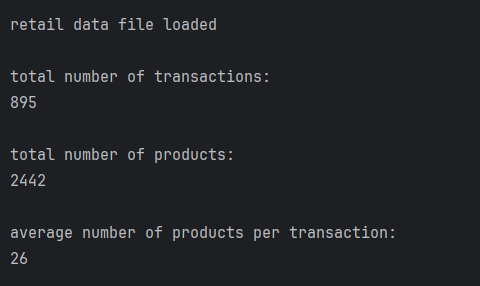 retail data file loaded
total number of transactions:
895
total number of products:
2442
average number of products per transaction:
26